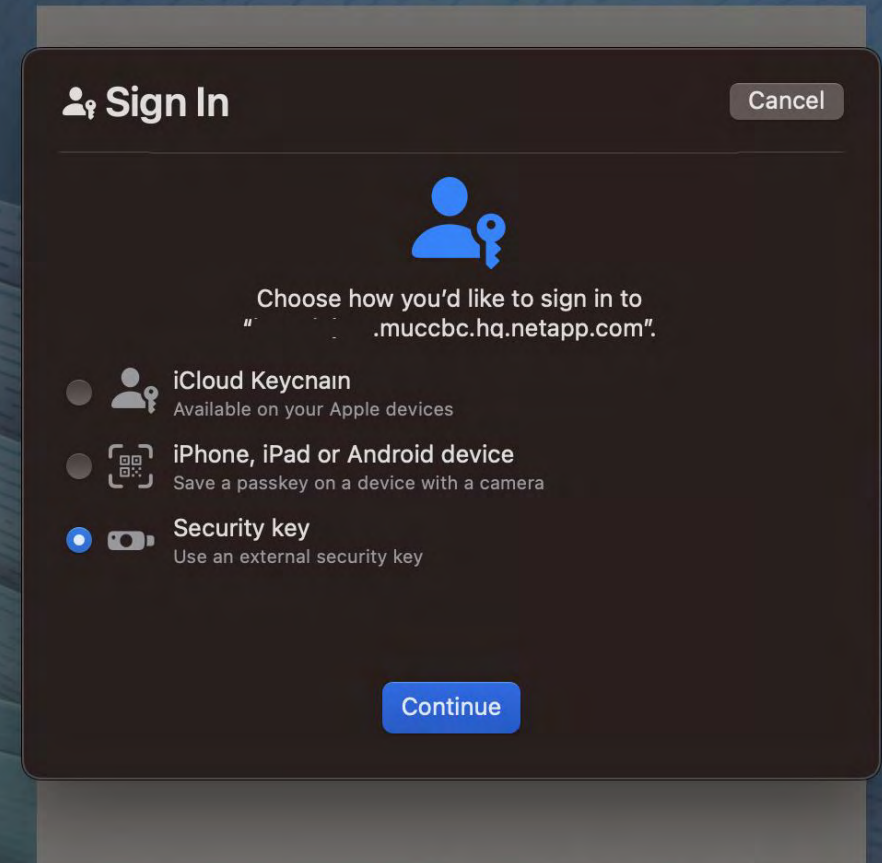 Sign In
Cancel
Choose how you'd like to sign in to
“ .muccbc.hq.netapp.com”.
iCloud Keychain
Available on your Apple devices
iPhone, iPad or Android device
Save a passkey on a device with a camera
Security key
Use an external security key
Continue